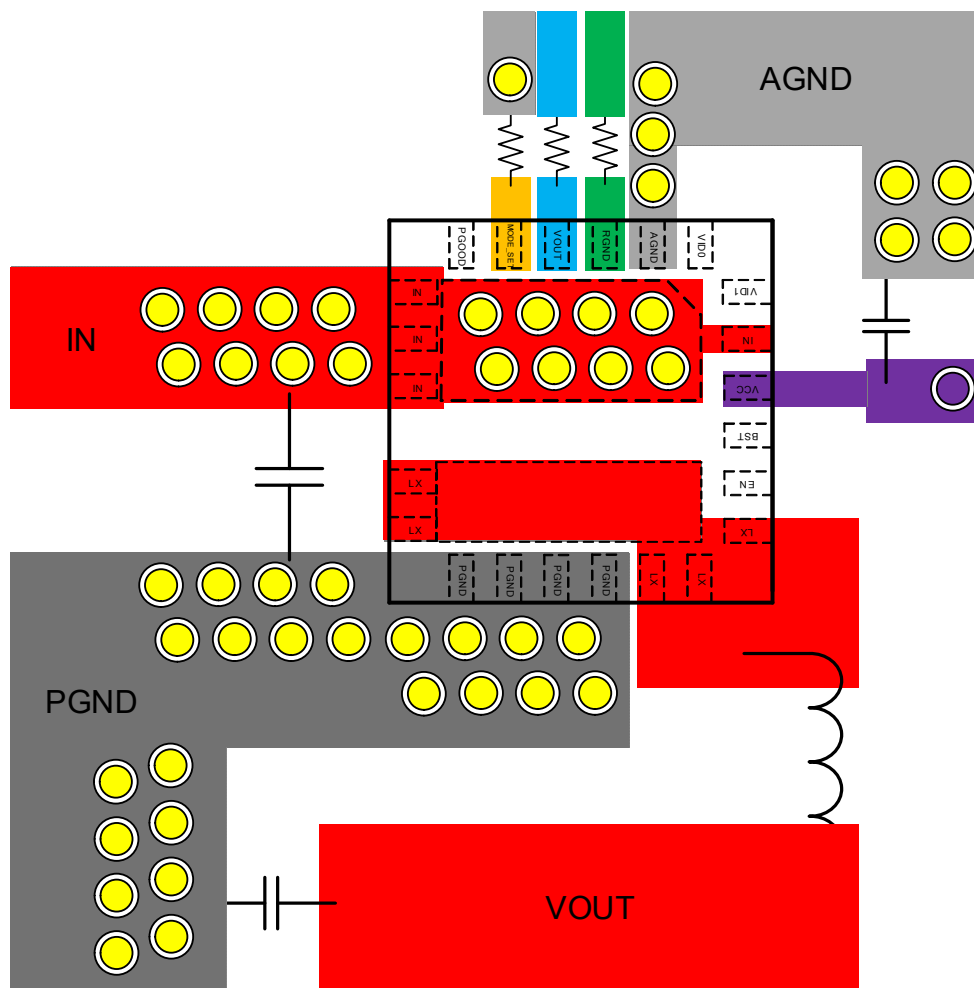 AGND
PGOOD
MODE_SET
VOUT
RGND
AGND
VID0
IN
IN
IN
IN
VID1
IN
VCC
BST
EN
LX
LX
LX
PGND
PGND
PGND
PGND
LX
LX
PGND
VOUT